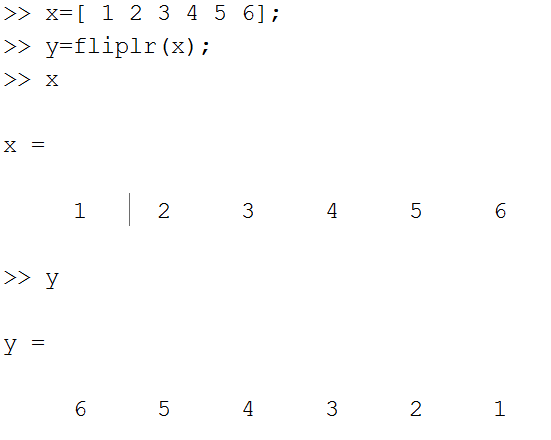 >> x=[ 1 2 3 4 5 6];
>> y=fliplr(x);
>> x
x =
1 2 3 4 5 6
>> y
y =
6 5 4 3 2 1